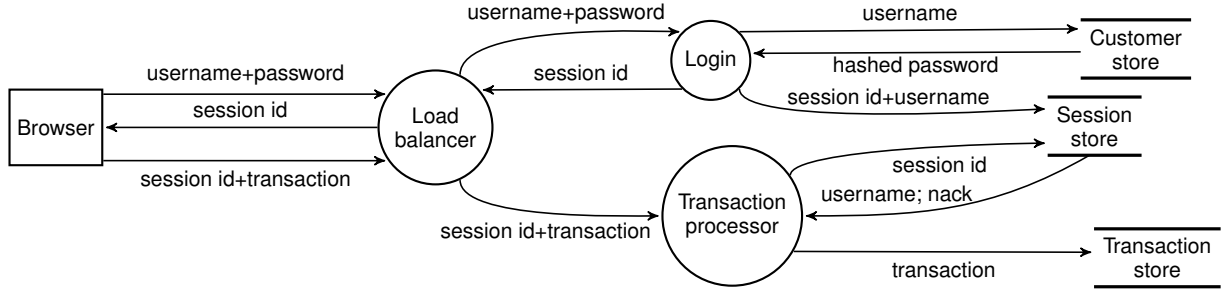 username+password
username
Customer
store
hashed password
Login
session id
username+password
session id
session id+username
Browser
Load
balancer
Session
store
session id
session id+transaction
username; nack
Transaction
processor
session id+transaction
Transaction
store
transaction